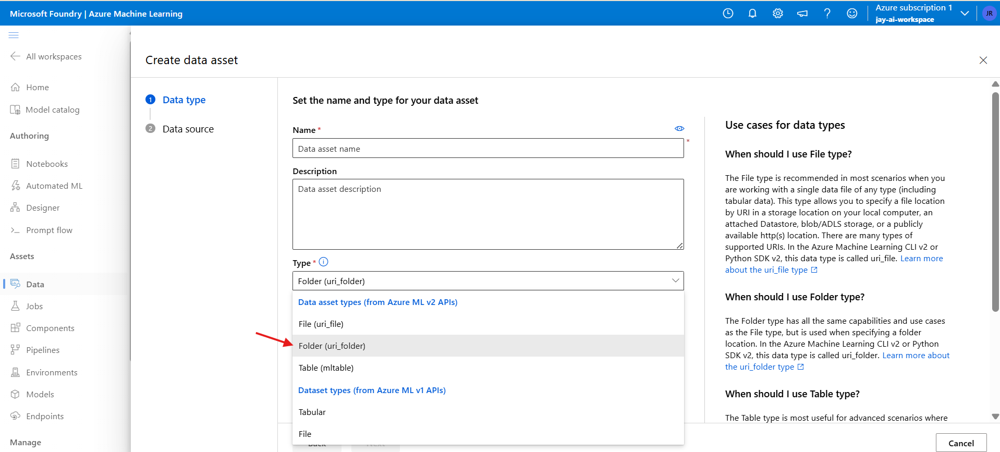 Microsoft Foundry | Azure Machine Learning
Azure subscription 1
jay-ai-workspace
JR
All workspaces
Home
Model catalog
Authoring
Notebooks
Automated ML
Designer
Prompt flow
Assets
Data
Jobs
Components
Pipelines
Environments
Models
Endpoints
Manage
Create data asset
1 Data type
2 Data source
Set the name and type for your data asset
Name *
*
Data asset name
Description
Data asset description
Type *
Folder (uri_folder)
Data asset types (from Azure ML v2 APIs)
File (uri_file)
Folder (uri_folder)
Table (mltable)
Dataset types (from Azure ML v1 APIs)
Tabular
File
Back
Next
Use cases for data types
When should I use File type?
The File type is recommended in most scenarios when you
are working with a single data file of any type (including
tabular data). This type allows you to specify a file location
by URI in a storage location on your local computer, an
attached Datastore, blob/ADLS storage, or a publicly
available http(s) location. There are many types of
supported URIs. In the Azure Machine Learning CLI v2 or
Python SDK v2, this data type is called uri_file. Learn more
about the uri_file type
When should I use Folder type?
The Folder type has all the same capabilities and use cases
as the File type, but is used when specifying a folder
location. In the Azure Machine Learning CLI v2 or Python
SDK v2, this data type is called uri_folder. Learn more about
the uri_folder type
When should I use Table type?
The Table type is most useful for advanced scenarios where
Cancel